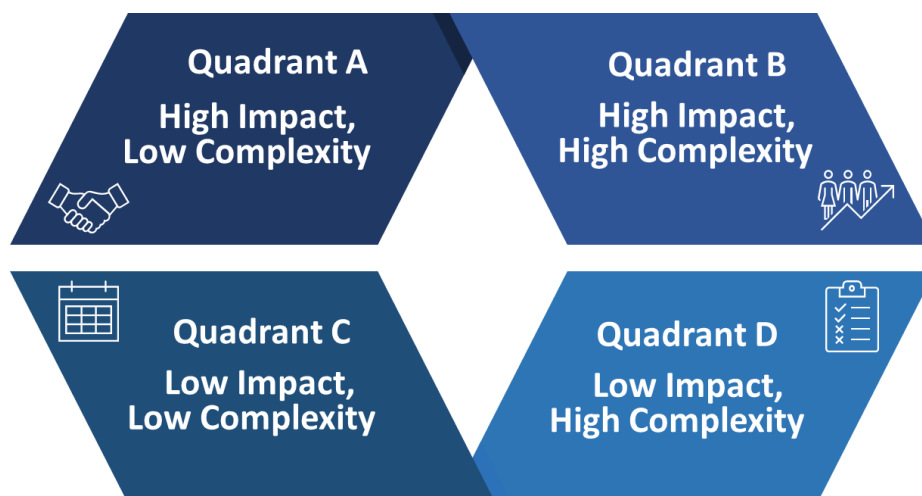 Quadrant A
High Impact,
Low Complexity
Quadrant B
High Impact,
High Complexity
Quadrant C
Low Impact,
Low Complexity
Quadrant D
Low Impact,
High Complexity